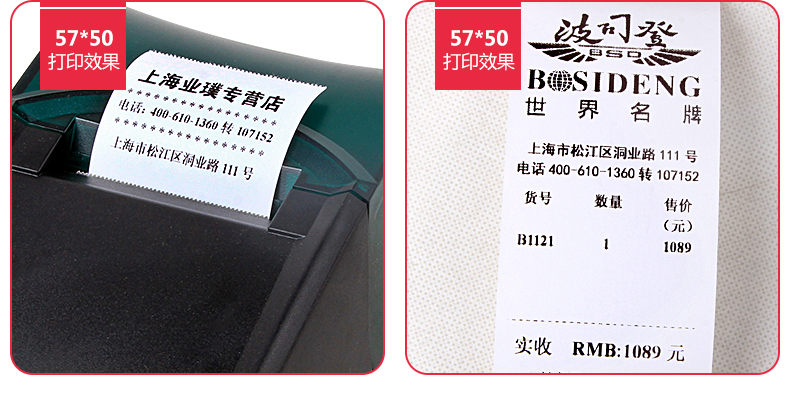 57*50
打印效果
上海业璞专营店
********************
电话: 400-610-1360 转 107152
********************
上海市松江区洞业路 111 号
57*50
打印效果
波司登
BSD
BOSIDENG
世界名牌
上海市松江区洞业路 111 号
电话 400-610-1360 转 107152
货号 数量 售价
(元)
B1121 1 1089
实收 RMB:1089 元